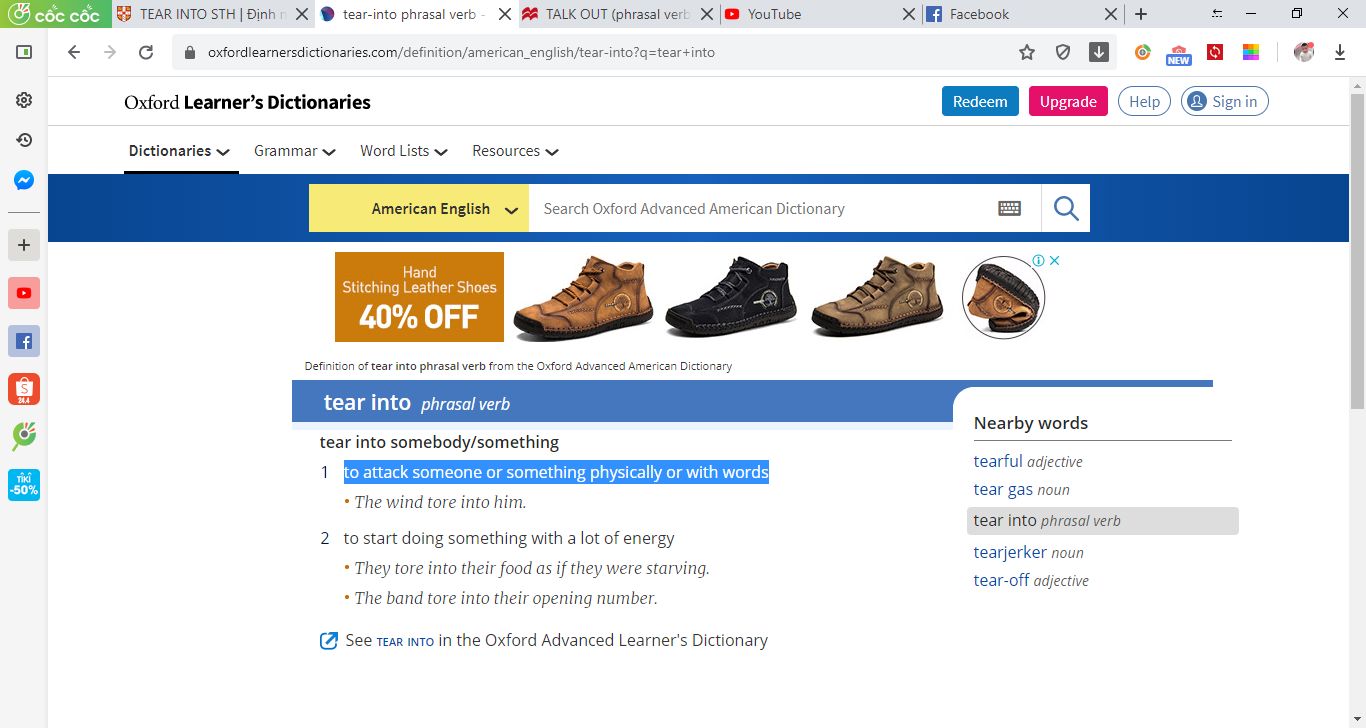 cốc cốc TEAR INTO STH | Định n tear-into phrasal verb - TALK OUT (phrasal verb YouTube Facebook
oxfordlearnersdictionaries.com/definition/american_english/tear-into?q=tear+into
NEW
Oxford Learner's Dictionaries Redeem Upgrade Help Sign in
Dictionaries Grammar Word Lists Resources
American English Search Oxford Advanced American Dictionary
Hand
Stitching Leather Shoes
40% OFF
Definition of tear into phrasal verb from the Oxford Advanced American Dictionary
tear into phrasal verb
tear into somebody/something
1 to attack someone or something physically or with words
• The wind tore into him.
2 to start doing something with a lot of energy
• They tore into their food as if they were starving.
• The band tore into their opening number.
See TEAR INTO in the Oxford Advanced Learner's Dictionary
Nearby words
tearful adjective
tear gas noun
tear into phrasal verb
tearjerker noun
tear-off adjective
S
24.4
TIKI
-50%